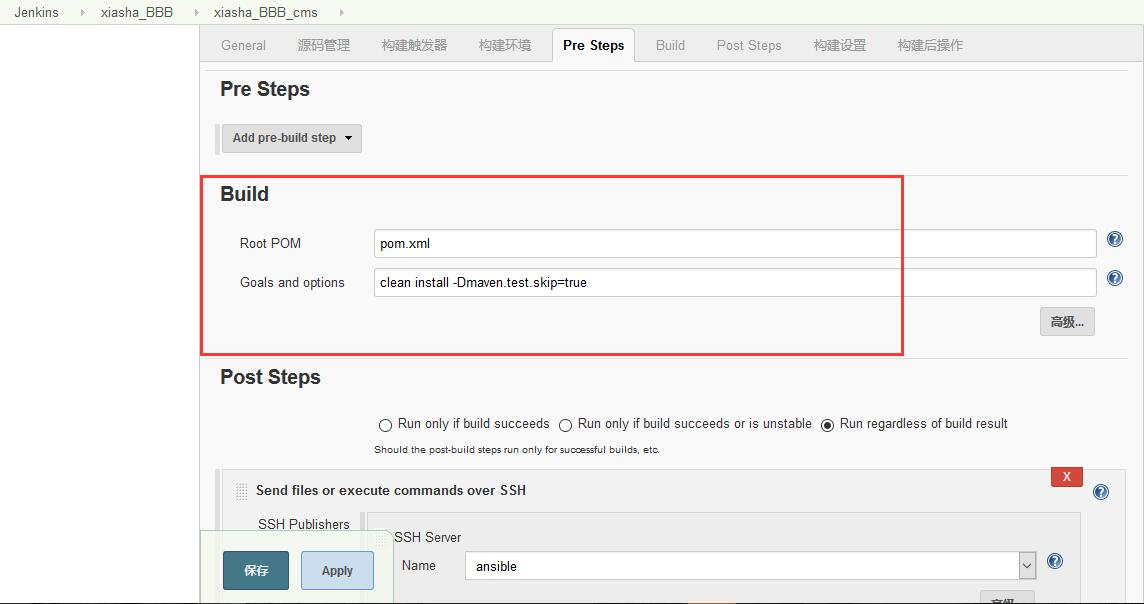 Jenkins xiasha_BBB xiasha_BBB_cms
General 源码管理 构建触发器 构建环境 Pre Steps Build Post Steps 构建设置 构建后操作
Pre Steps
Add pre-build step
Build
Root POM pom.xml
Goals and options clean install -Dmaven.test.skip=true
高级...
Post Steps
Run only if build succeeds Run only if build succeeds or is unstable Run regardless of build result
Should the post-build steps run only for successful builds, etc.
X
Send files or execute commands over SSH
SSH Publishers
SSH Server
Name ansible
保存 Apply
高级...